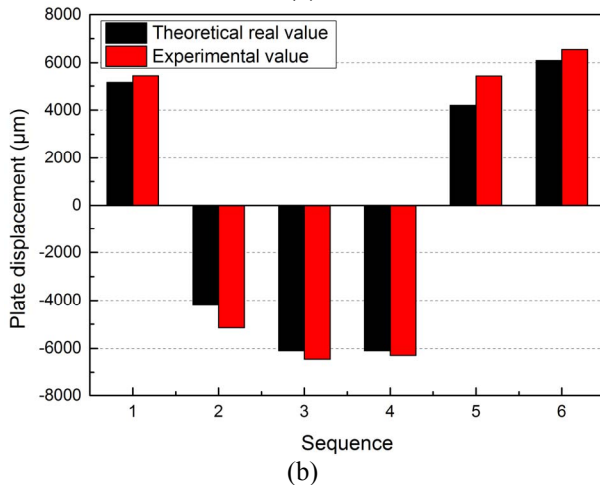 8000
Theoretical real value
Experimental value
6000
4000
2000
0
-2000
-4000
-6000
-8000
Plate displacement (μm)
1 2 3 4 5 6
Sequence
(b)